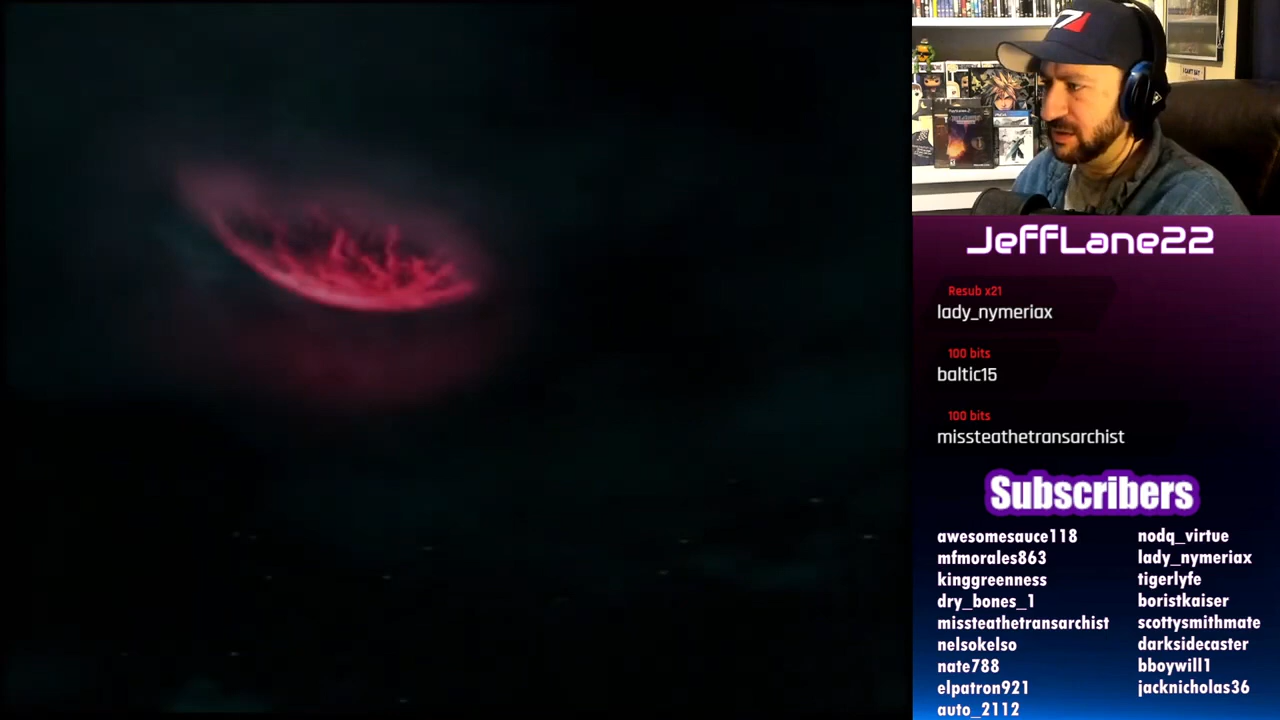 JeffLane22
Resub x21
lady_nymeriax
100 bits
baltic15
100 bits
missteathetransarchist
Subscribers
awesomesauce118
mfmorales863
kinggreenness
dry_bones_1
missteathetransarchist
nelsokelso
nate788
elpatron921
auto_2112
nodq_virtue
lady_nymeriax
tigerlyfe
boristkaiser
scottysmithmate
darksidecaster
bboywill1
jacknicholas36